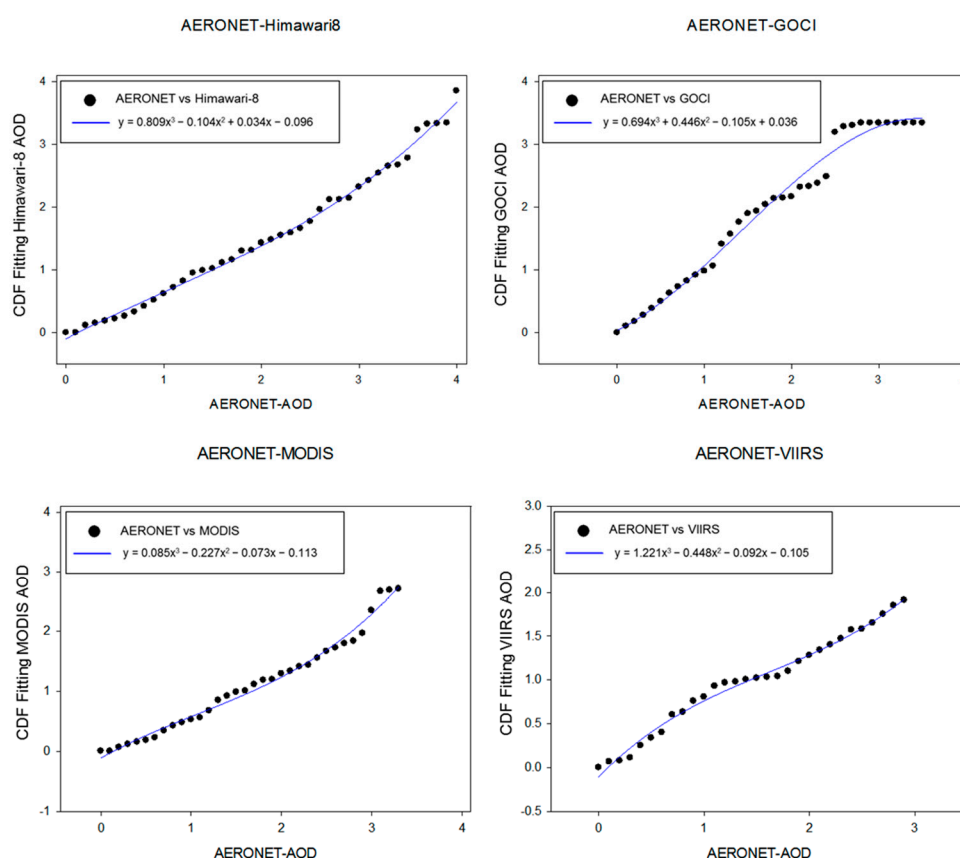 AERONET-Himawari8
AERONET vs Himawari-8
y = 0.809x³ − 0.104x² + 0.034x − 0.096
4
3
2
1
0
CDF Fitting Himawari-8 AOD
0 1 2 3 4
AERONET-AOD
AERONET-GOCI
AERONET vs GOCI
y = 0.694x³ + 0.446x² − 0.105x + 0.036
4
3
2
1
0
CDF Fitting GOCI AOD
0 1 2 3
AERONET-AOD
AERONET-MODIS
AERONET vs MODIS
y = 0.085x³ − 0.227x² − 0.073x − 0.113
4
3
2
1
0
-1
CDF Fitting MODIS AOD
0 1 2 3 4
AERONET-AOD
AERONET-VIIRS
AERONET vs VIIRS
y = 1.221x³ − 0.448x² − 0.092x − 0.105
3.0
2.5
2.0
1.5
1.0
0.5
0.0
-0.5
CDF Fitting VIIRS AOD
0 1 2 3
AERONET-AOD